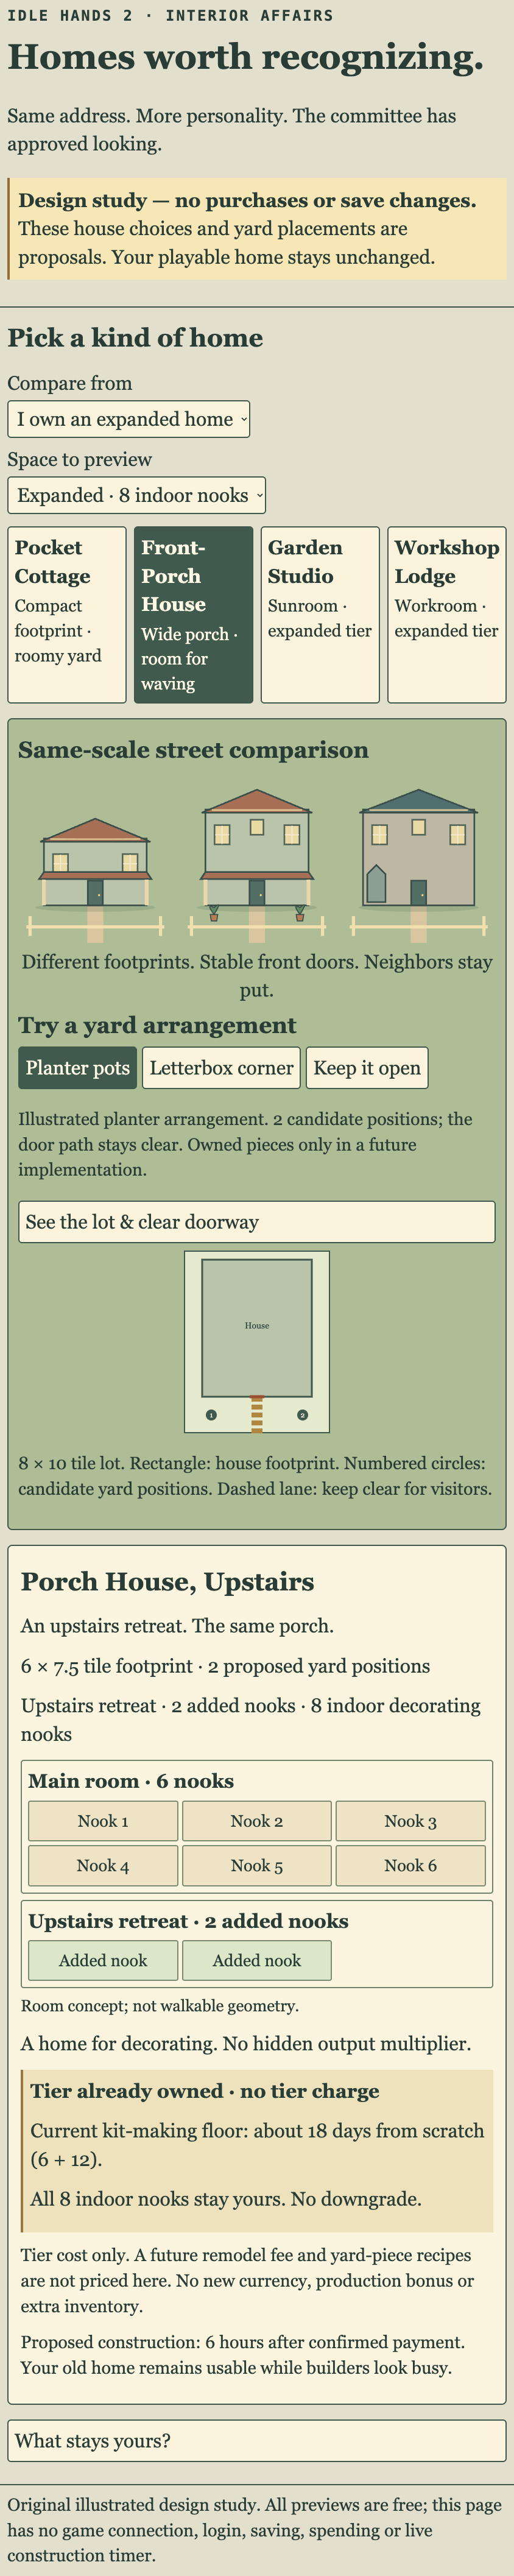 IDLE HANDS 2 · INTERIOR AFFAIRS
Homes worth recognizing.
Same address. More personality. The committee has
approved looking.
Design study — no purchases or save changes.
These house choices and yard placements are
proposals. Your playable home stays unchanged.
Pick a kind of home
Compare from
I own an expanded home
Space to preview
Expanded · 8 indoor nooks
Pocket
Cottage
Compact
footprint ·
roomy yard
Front-
Porch
House
Wide porch ·
room for
waving
Garden
Studio
Sunroom ·
expanded tier
Workshop
Lodge
Workroom ·
expanded tier
Same-scale street comparison
Different footprints. Stable front doors. Neighbors stay
put.
Try a yard arrangement
Planter pots
Letterbox corner
Keep it open
Illustrated planter arrangement. 2 candidate positions; the
door path stays clear. Owned pieces only in a future
implementation.
See the lot & clear doorway
House
1
2
8 × 10 tile lot. Rectangle: house footprint. Numbered circles:
candidate yard positions. Dashed lane: keep clear for visitors.
Porch House, Upstairs
An upstairs retreat. The same porch.
6 × 7.5 tile footprint · 2 proposed yard positions
Upstairs retreat · 2 added nooks · 8 indoor decorating
nooks
Main room · 6 nooks
Nook 1
Nook 2
Nook 3
Nook 4
Nook 5
Nook 6
Upstairs retreat · 2 added nooks
Added nook
Added nook
Room concept; not walkable geometry.
A home for decorating. No hidden output multiplier.
Tier already owned · no tier charge
Current kit-making floor: about 18 days from scratch
(6 + 12).
All 8 indoor nooks stay yours. No downgrade.
Tier cost only. A future remodel fee and yard-piece recipes
are not priced here. No new currency, production bonus or
extra inventory.
Proposed construction: 6 hours after confirmed payment.
Your old home remains usable while builders look busy.
What stays yours?
Original illustrated design study. All previews are free; this page
has no game connection, login, saving, spending or live
construction timer.